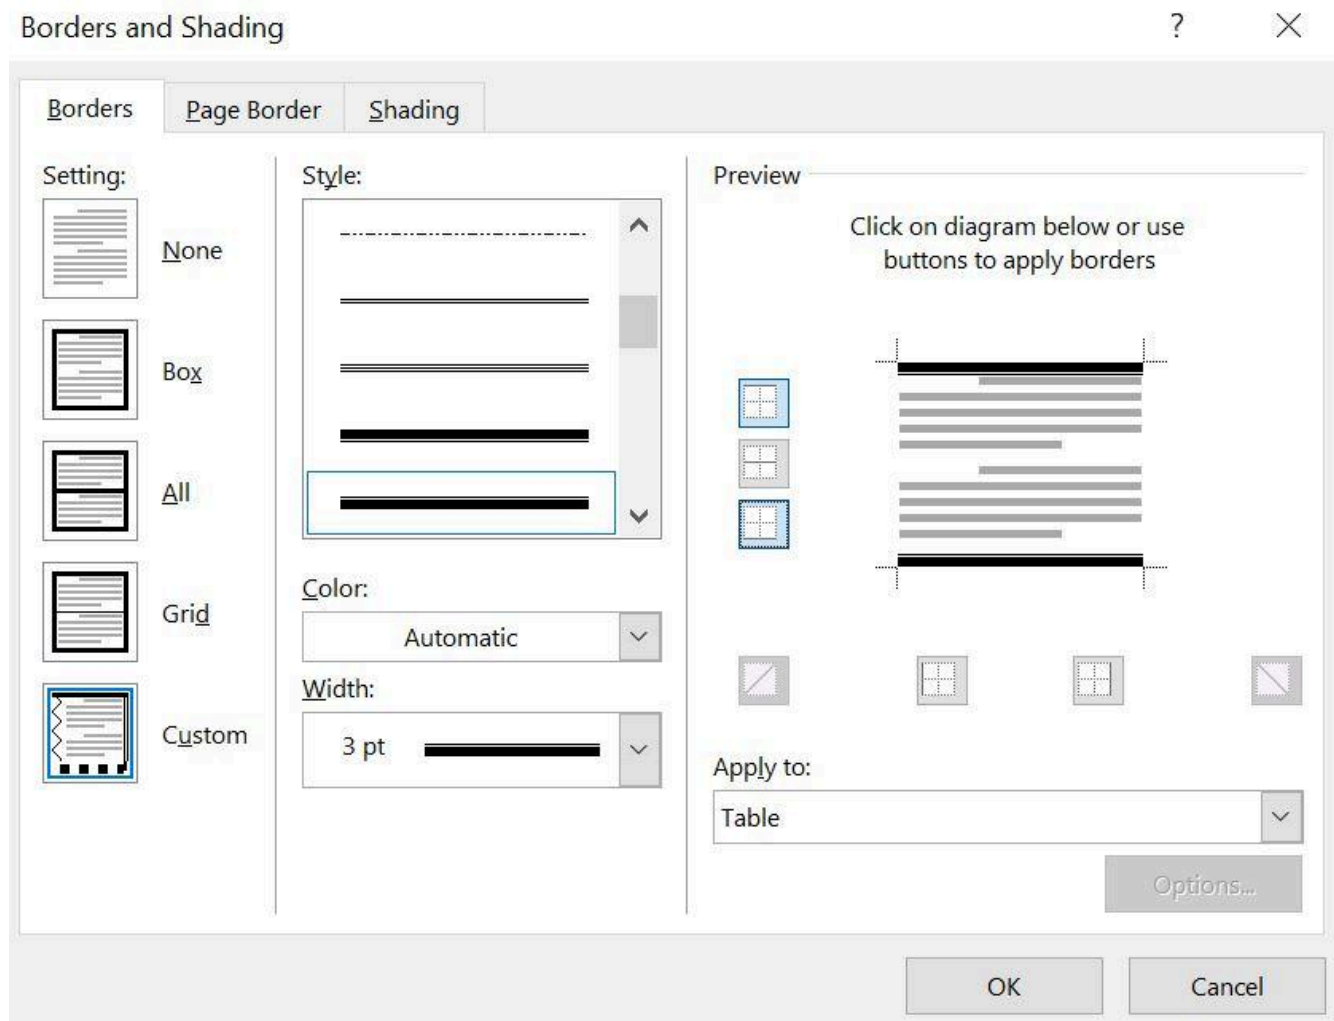 Borders and Shading
?
Borders
Page Border
Shading
Setting:
None
Box
All
Grid
Custom
Style:
Color:
Automatic
Width:
3 pt
Preview
Click on diagram below or use
buttons to apply borders
Apply to:
Table
Options...
OK
Cancel